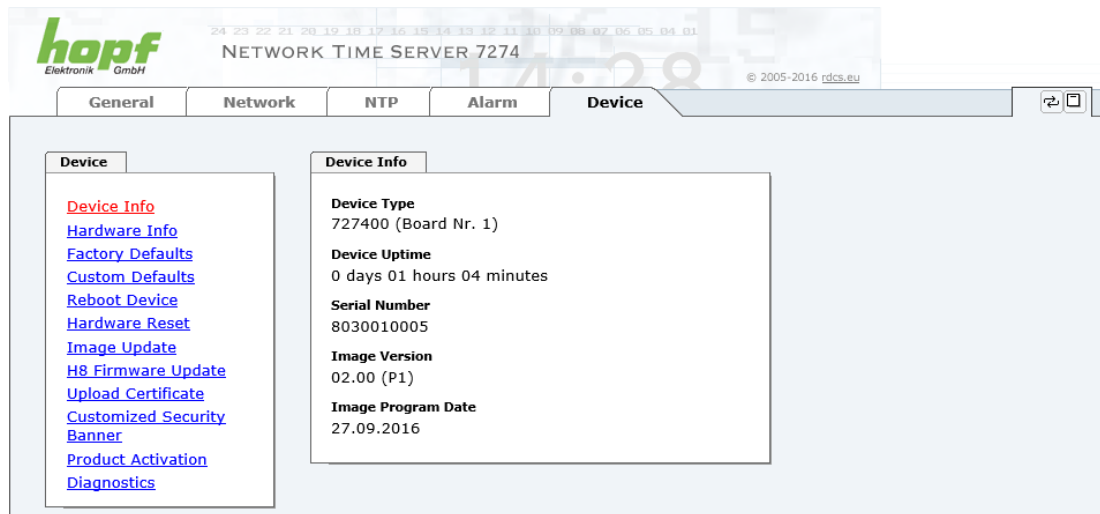 hopf
Elektronik GmbH
24 23 22 21 20 19 18 17 16 15 14 13 12 11 10 09 08 07 06 05 04 01
NETWORK TIME SERVER 7274
14:28
© 2005-2016 rdcs.eu
General Network NTP Alarm Device
Device
Device Info
Hardware Info
Factory Defaults
Custom Defaults
Reboot Device
Hardware Reset
Image Update
H8 Firmware Update
Upload Certificate
Customized Security
Banner
Product Activation
Diagnostics
Device Info
Device Type
727400 (Board Nr. 1)
Device Uptime
0 days 01 hours 04 minutes
Serial Number
8030010005
Image Version
02.00 (P1)
Image Program Date
27.09.2016